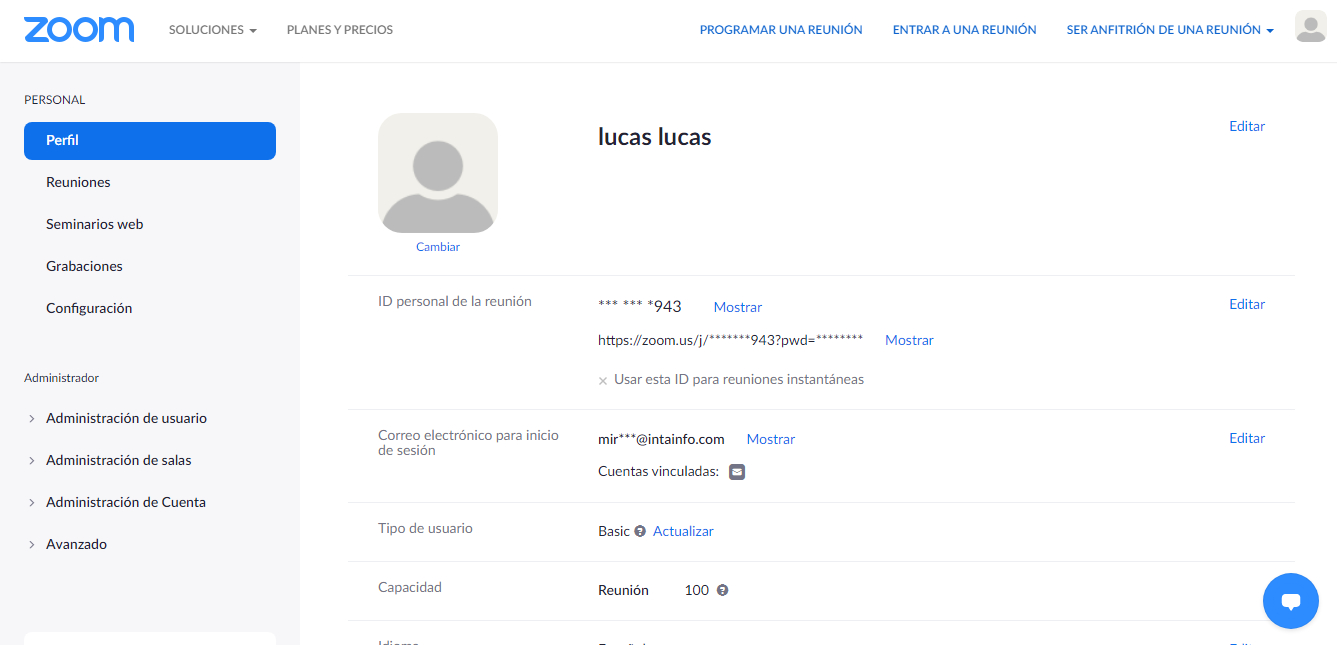 zoom
SOLUCIONES
PLANES Y PRECIOS
PROGRAMAR UNA REUNIÓN
ENTRAR A UNA REUNIÓN
SER ANFITRIÓN DE UNA REUNIÓN
PERSONAL
Perfil
Reuniones
Seminarios web
Grabaciones
Configuración
Administrador
Administración de usuario
Administración de salas
Administración de Cuenta
Avanzado
Cambiar
lucas lucas
Editar
ID personal de la reunión
*** *** *943 Mostrar
Editar
https://zoom.us/j/*******943?pwd=******** Mostrar
× Usar esta ID para reuniones instantáneas
Correo electrónico para inicio
de sesión
mir***@intainfo.com Mostrar
Editar
Cuentas vinculadas:
Tipo de usuario
Basic ? Actualizar
Capacidad
Reunión 100 ?